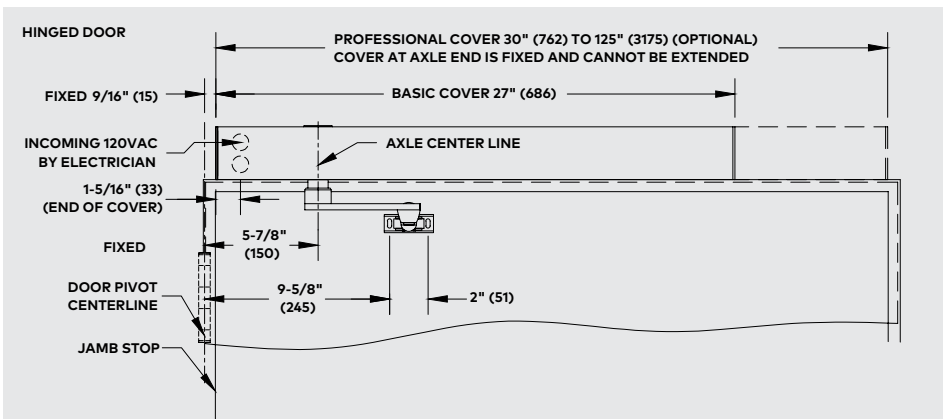 HINGED DOOR
PROFESSIONAL COVER 30" (762) TO 125" (3175) (OPTIONAL)
COVER AT AXLE END IS FIXED AND CANNOT BE EXTENDED
FIXED 9/16" (15)
BASIC COVER 27" (686)
INCOMING 120VAC
BY ELECTRICIAN
AXLE CENTER LINE
1-5/16" (33)
(END OF COVER)
FIXED
5-7/8"
(150)
DOOR PIVOT
CENTERLINE
9-5/8"
(245)
2" (51)
JAMB STOP